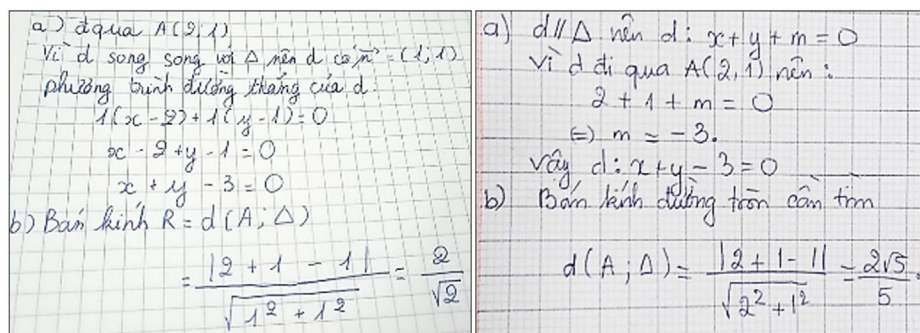 a) d qua A(2;1)
Vì d song song với Δ nên d có n⃗ = (1;1)
phương trình đường thẳng của d:
1(x - 2) + 1(y - 1) = 0
x - 2 + y - 1 = 0
x + y - 3 = 0
b) Bán kính R = d(A; Δ)
= |2 + 1 - 1| / √(1² + 1²) = 2/√2
a) d // Δ nên d: x + y + m = 0
Vì d đi qua A(2,1) nên:
2 + 1 + m = 0
⇔ m = -3.
Vậy d: x + y - 3 = 0
b) Bán kính đường tròn cần tìm
d(A; Δ) = |2 + 1 - 1| / √(2² + 1²) = 2√5/5.